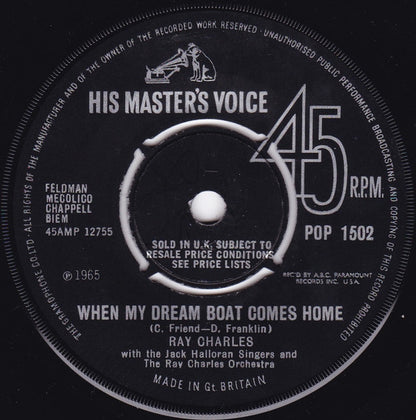 THE GRAMOPHONE CO. LTD. · ALL RIGHTS OF THE MANUFACTURER AND OF THE OWNER OF THE RECORDED WORK RESERVED · UNAUTHORISED PUBLIC PERFORMANCE BROADCASTING AND COPYING OF THIS RECORD PROHIBITED
HIS MASTER'S VOICE
45
R.P.M.
FELDMAN
MECOLICO
CHAPPELL
BIEM
45AMP 12755
POP 1502
SOLD IN U.K. SUBJECT TO
RESALE PRICE CONDITIONS
SEE PRICE LISTS
℗ 1965
REC'D BY A.B.C. PARAMOUNT
RECORDS INC. U.S.A.
WHEN MY DREAM BOAT COMES HOME
(C. Friend—D. Franklin)
RAY CHARLES
with the Jack Halloran Singers and
The Ray Charles Orchestra
MADE IN Gt. BRITAIN